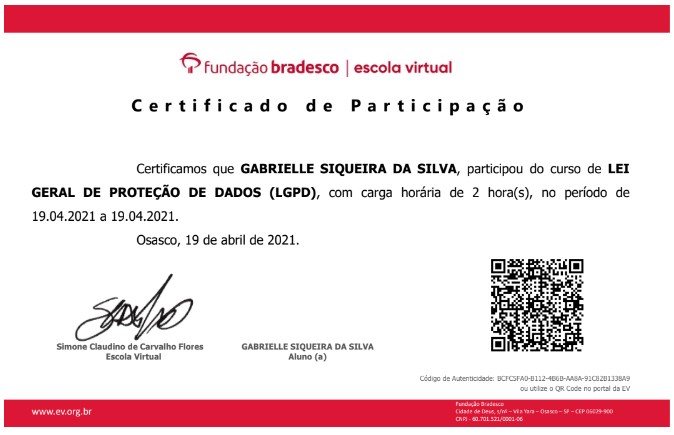 fundação bradesco | escola virtual
Certificado de Participação
Certificamos que GABRIELLE SIQUEIRA DA SILVA, participou do curso de LEI
GERAL DE PROTEÇÃO DE DADOS (LGPD), com carga horária de 2 hora(s), no período de
19.04.2021 a 19.04.2021.
Osasco, 19 de abril de 2021.
Simone Claudino de Carvalho Flores
Escola Virtual
GABRIELLE SIQUEIRA DA SILVA
Aluno (a)
Código de Autenticidade: BCFC5FA0-B112-4B6B-AA8A-91C82B1338A9
ou utilize o QR Code no portal da EV
www.ev.org.br
Fundação Bradesco
Cidade de Deus, s/nº – Vila Yara – Osasco – SP – CEP 06029-900
CNPJ - 60.701.521/0001-06